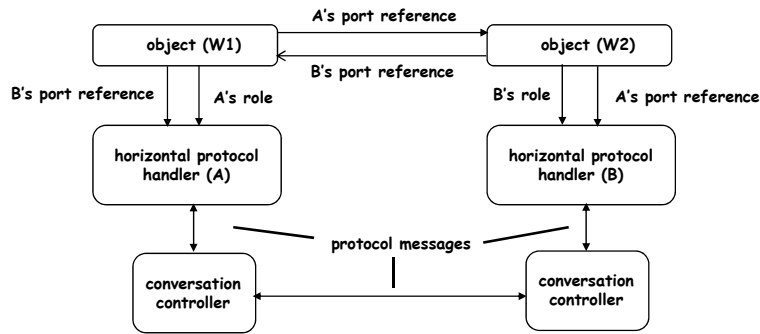 A's port reference
object (W1)
object (W2)
B's port reference
B's port reference
A's role
B's role
A's port reference
horizontal protocol
handler (A)
horizontal protocol
handler (B)
protocol messages
conversation
controller
conversation
controller